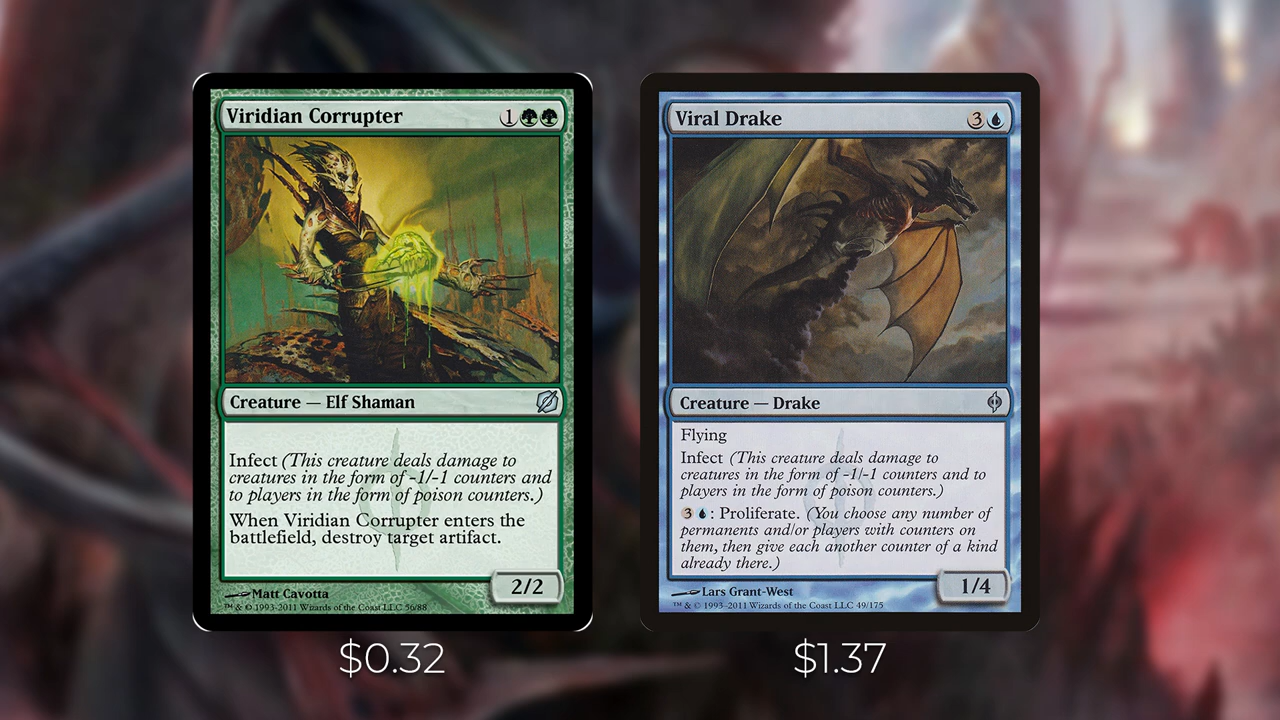 Viridian Corrupter
1
Creature — Elf Shaman
Infect (This creature deals damage to
creatures in the form of -1/-1 counters and
to players in the form of poison counters.)
When Viridian Corrupter enters the
battlefield, destroy target artifact.
2/2
Matt Cavotta
™ & © 1993-2011 Wizards of the Coast LLC 56/88
$0.32
Viral Drake
3
Creature — Drake
Flying
Infect (This creature deals damage to
creatures in the form of -1/-1 counters and to
players in the form of poison counters.)
3 : Proliferate. (You choose any number of
permanents and/or players with counters on
them, then give each another counter of a kind
already there.)
1/4
Lars Grant-West
™ & © 1993-2011 Wizards of the Coast LLC 49/175
$1.37